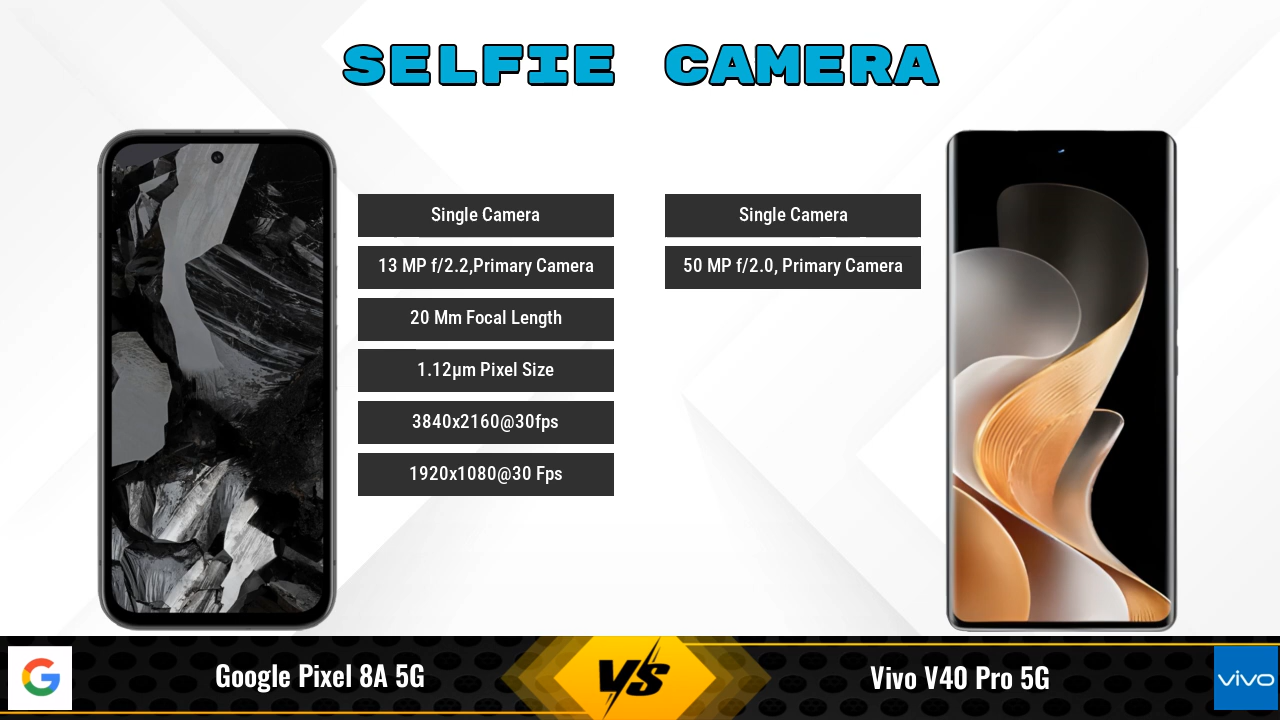 SELFIE CAMERA
Single Camera
13 MP f/2.2,Primary Camera
20 Mm Focal Length
1.12µm Pixel Size
3840x2160@30fps
1920x1080@30 Fps
Single Camera
50 MP f/2.0, Primary Camera
G
Google Pixel 8A 5G
VS
Vivo V40 Pro 5G
vivo